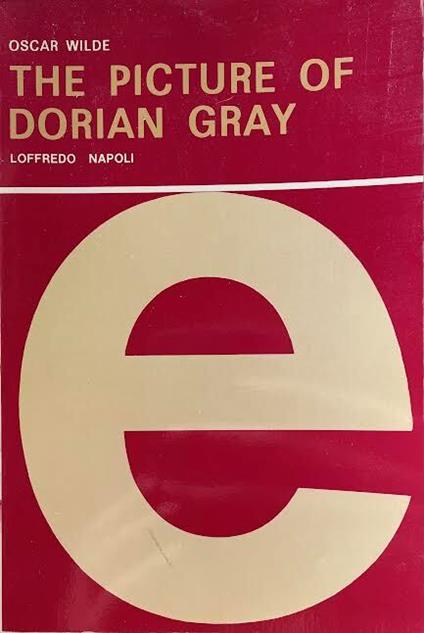 OSCAR WILDE
THE PICTURE OF
DORIAN GRAY
LOFFREDO NAPOLI
e